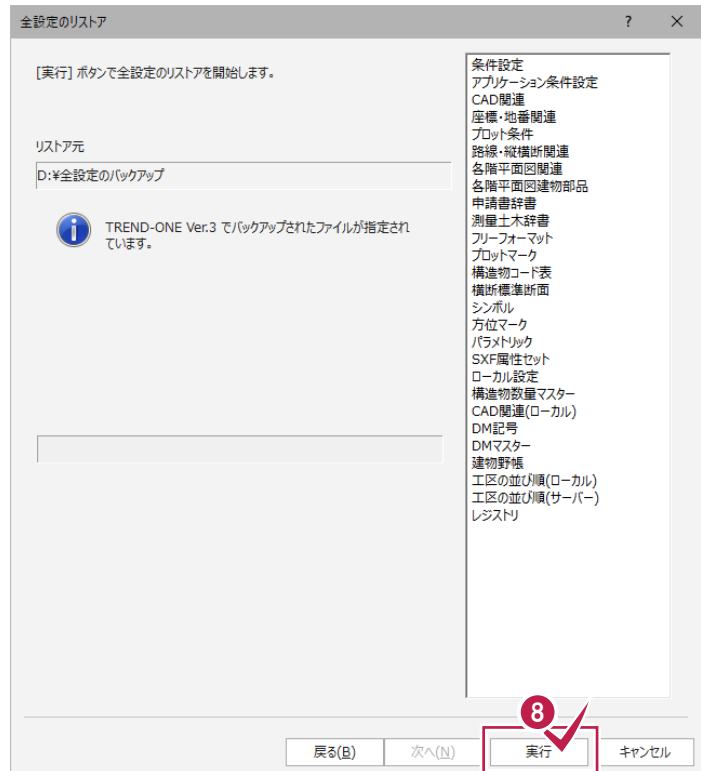 全設定のリストア
? ×
[実行] ボタンで全設定のリストアを開始します。
リストア元
D:¥全設定のバックアップ
TREND-ONE Ver.3 でバックアップされたファイルが指定され
ています。
条件設定
アプリケーション条件設定
CAD関連
座標・地番関連
プロット条件
路線・縦横断関連
各階平面図関連
各階平面図建物部品
申請書辞書
測量土木辞書
フリーフォーマット
プロットマーク
構造物コード表
横断標準断面
シンボル
方位マーク
パラメトリック
SXF属性セット
ローカル設定
構造物数量マスター
CAD関連(ローカル)
DM記号
DMマスター
建物野帳
工区の並び順(ローカル)
工区の並び順(サーバー)
レジストリ
8
戻る(B) 次へ(N) 実行 キャンセル